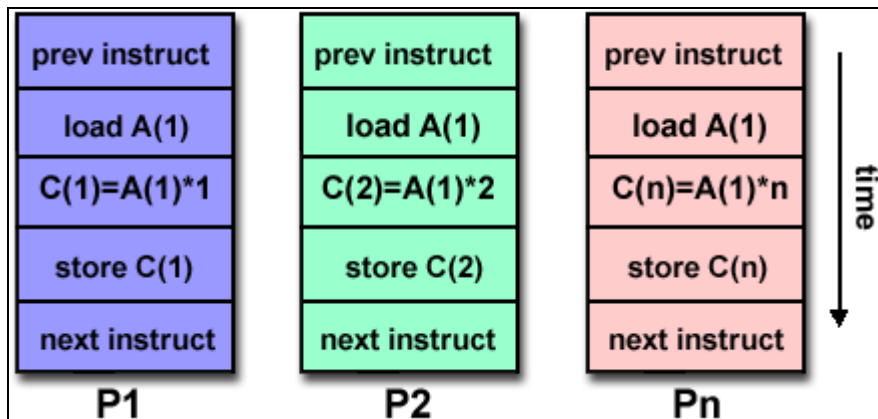 prev instruct
load A(1)
C(1)=A(1)*1
store C(1)
next instruct
P1
prev instruct
load A(1)
C(2)=A(1)*2
store C(2)
next instruct
P2
prev instruct
load A(1)
C(n)=A(1)*n
store C(n)
next instruct
Pn
time